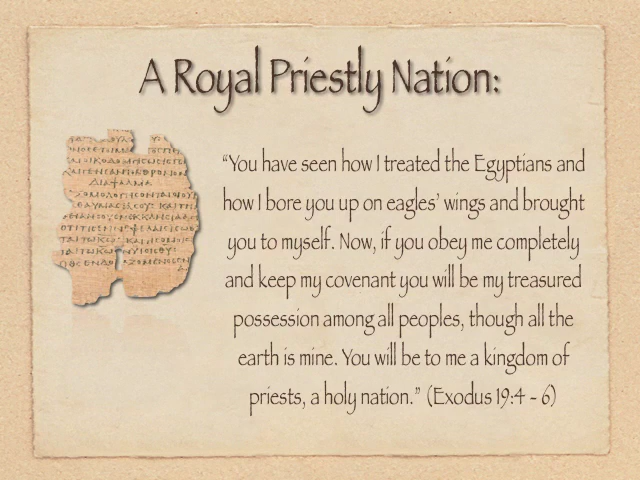 A Royal Priestly Nation:
“You have seen how I treated the Egyptians and
how I bore you up on eagles’ wings and brought
you to myself. Now, if you obey me completely
and keep my covenant you will be my treasured
possession among all peoples, though all the
earth is mine. You will be to me a kingdom of
priests, a holy nation.” (Exodus 19:4 - 6)
ΔΙΑΨΑΛΜΑ